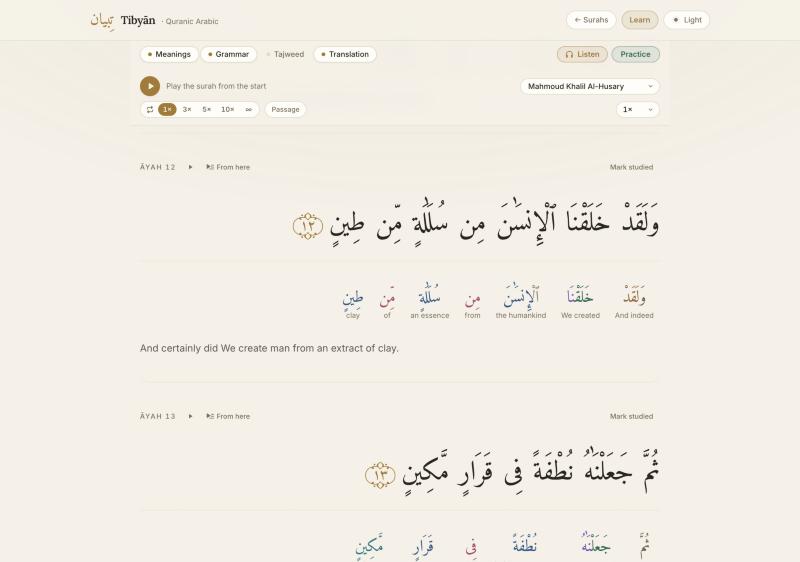 تِبيان Tibyān · Quranic Arabic ← Surahs Learn Light
Meanings Grammar Tajweed Translation Listen Practice
Play the surah from the start Mahmoud Khalil Al-Husary
1× 3× 5× 10× ∞ Passage 1×
ĀYAH 12 From here Mark studied
وَلَقَدْ خَلَقْنَا ٱلْإِنسَٰنَ مِن سُلَٰلَةٍ مِّن طِينٍ ١٢
وَلَقَدْ خَلَقْنَا ٱلْإِنسَٰنَ مِن سُلَٰلَةٍ مِّن طِينٍ
And indeed We created the humankind from an essence of clay
And certainly did We create man from an extract of clay.
ĀYAH 13 From here Mark studied
ثُمَّ جَعَلْنَٰهُ نُطْفَةً فِى قَرَارٍ مَّكِينٍ ١٣
ثُمَّ جَعَلْنَٰهُ نُطْفَةً فِى قَرَارٍ مَّكِينٍ